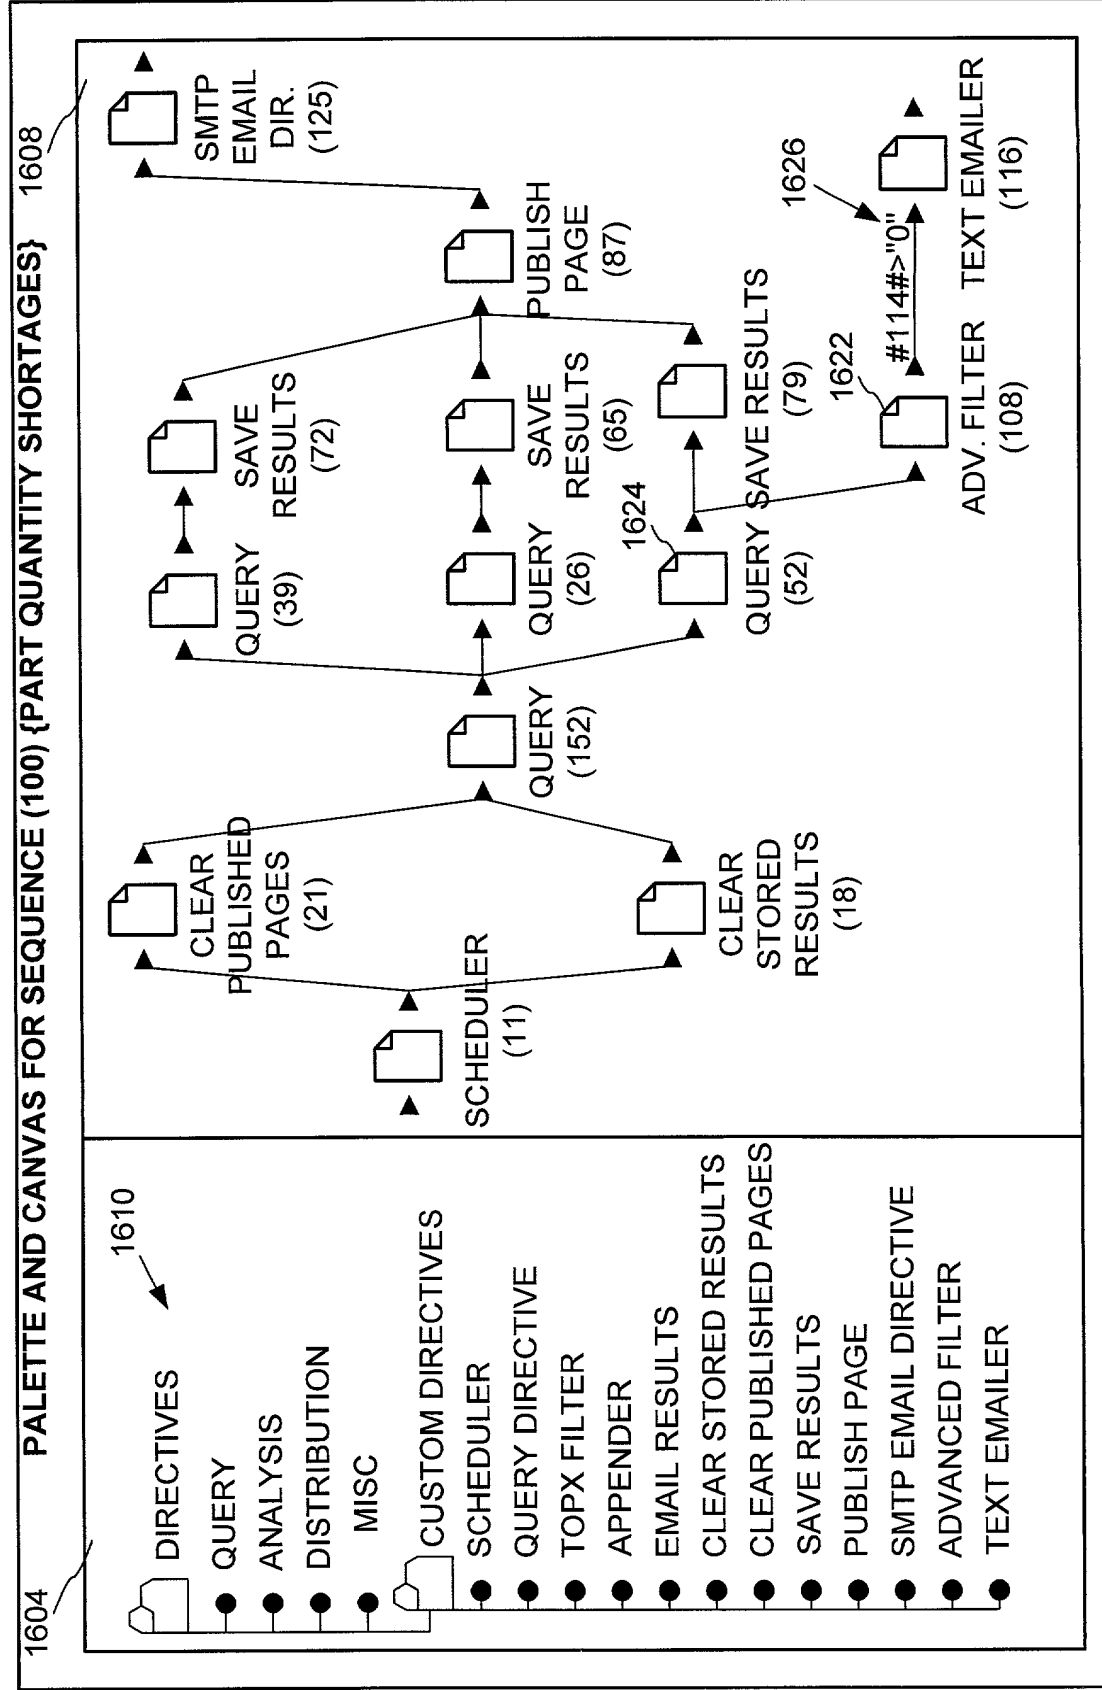 PALETTE AND CANVAS FOR SEQUENCE (100) {PART QUANTITY SHORTAGES}
1604
1608
1610
DIRECTIVES
QUERY
ANALYSIS
DISTRIBUTION
MISC
CUSTOM DIRECTIVES
SCHEDULER
QUERY DIRECTIVE
TOPX FILTER
APPENDER
EMAIL RESULTS
CLEAR STORED RESULTS
CLEAR PUBLISHED PAGES
SAVE RESULTS
PUBLISH PAGE
SMTP EMAIL DIRECTIVE
ADVANCED FILTER
TEXT EMAILER
SCHEDULER
(11)
CLEAR
PUBLISHED
PAGES
(21)
CLEAR
STORED
RESULTS
(18)
QUERY
(152)
QUERY
(39)
QUERY
(26)
1624
QUERY
(52)
SAVE
RESULTS
(72)
SAVE
RESULTS
(65)
SAVE RESULTS
(79)
PUBLISH
PAGE
(87)
SMTP
EMAIL
DIR.
(125)
1622
ADV. FILTER
(108)
#114#>"0"
1626
TEXT EMAILER
(116)